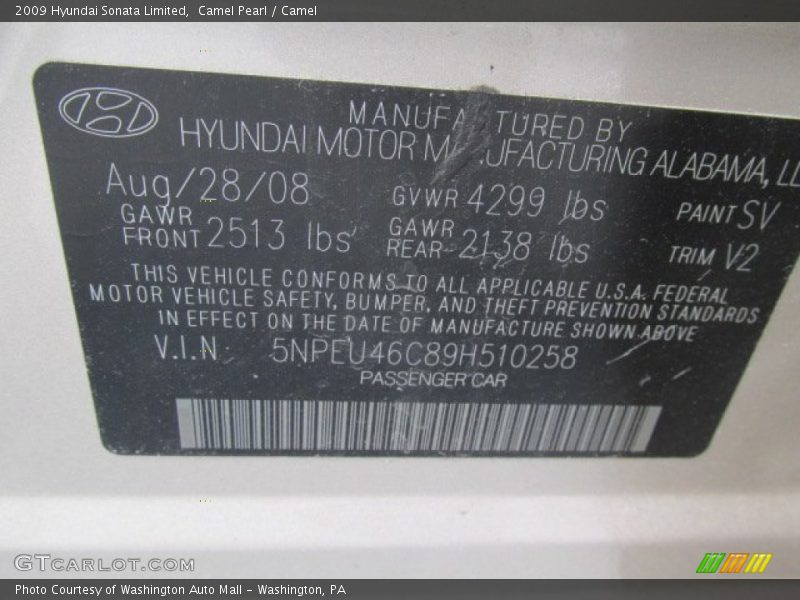 2009 Hyundai Sonata Limited, Camel Pearl / Camel
MANUFACTURED BY
HYUNDAI MOTOR MANUFACTURING ALABAMA, LL
Aug/28/08 GVWR 4299 lbs PAINT SV
GAWR FRONT 2513 lbs GAWR REAR 2138 lbs TRIM V2
THIS VEHICLE CONFORMS TO ALL APPLICABLE U.S.A. FEDERAL
MOTOR VEHICLE SAFETY, BUMPER, AND THEFT PREVENTION STANDARDS
IN EFFECT ON THE DATE OF MANUFACTURE SHOWN ABOVE
V.I.N 5NPEU46C89H510258
PASSENGER CAR
GTCARLOT.COM
Photo Courtesy of Washington Auto Mall - Washington, PA